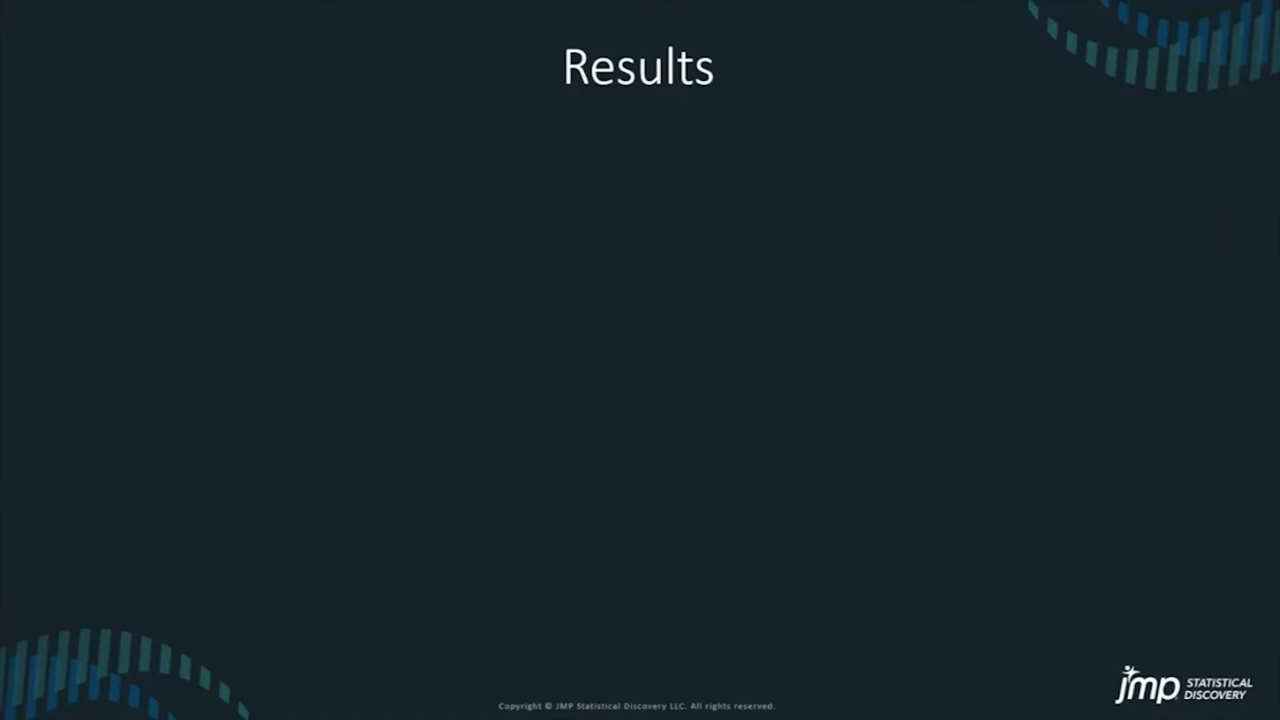 Results
jmp STATISTICAL
DISCOVERY
Copyright © JMP Statistical Discovery LLC. All rights reserved.